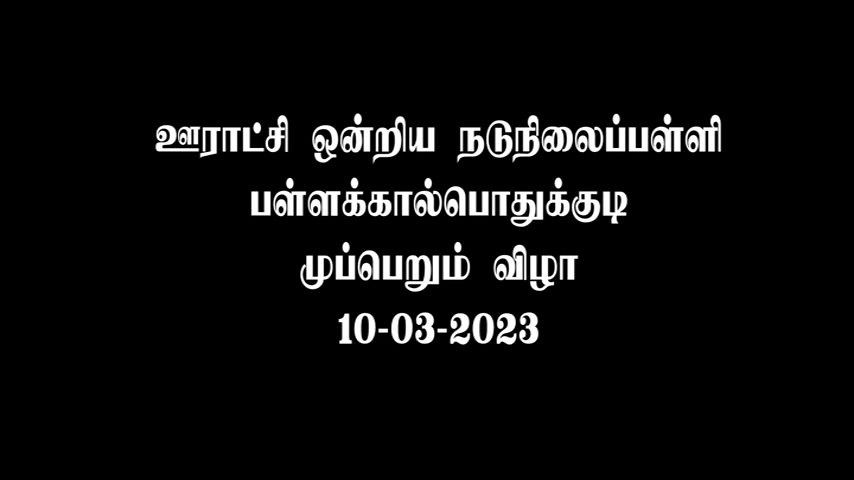 ஊராட்சி ஒன்றிய நடுநிலைப்பள்ளி
பள்ளக்கால்பொதுக்குடி
முப்பெறும் விழா
10-03-2023